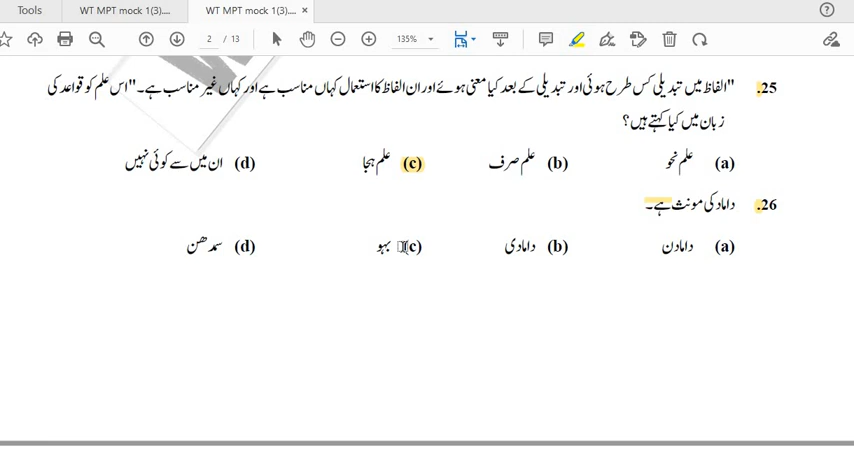 Tools
WT MPT mock 1(3)....
WT MPT mock 1(3).... ×
2 / 13
135%
25. "الفاظ میں تبدیلی کس طرح ہوئی اور تبدیلی کے بعد کیا معنی ہوئے اور ان الفاظ کا استعمال کہاں مناسب ہے اور کہاں غیر مناسب ہے۔" اس علم کو قواعد کی
زبان میں کیا کہتے ہیں؟
(a) علم نحو (b) علم صرف (c) علم ہجا (d) ان میں سے کوئی نہیں
26. داماد کی مونث ہے۔
(a) دامادن (b) دامادی (c) بہو (d) سمدھن